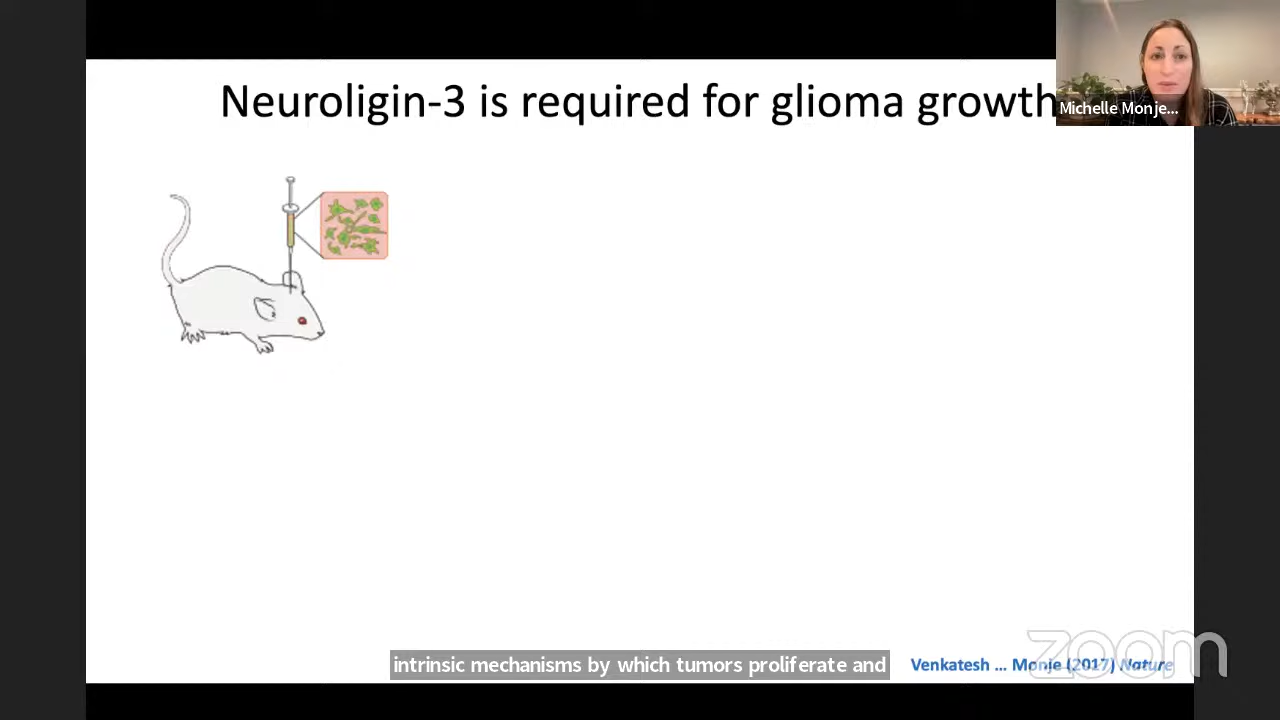 Neuroligin-3 is required for glioma growth
Michelle Monje...
intrinsic mechanisms by which tumors proliferate and
Venkatesh ... Monje (2017) Nature
zoom